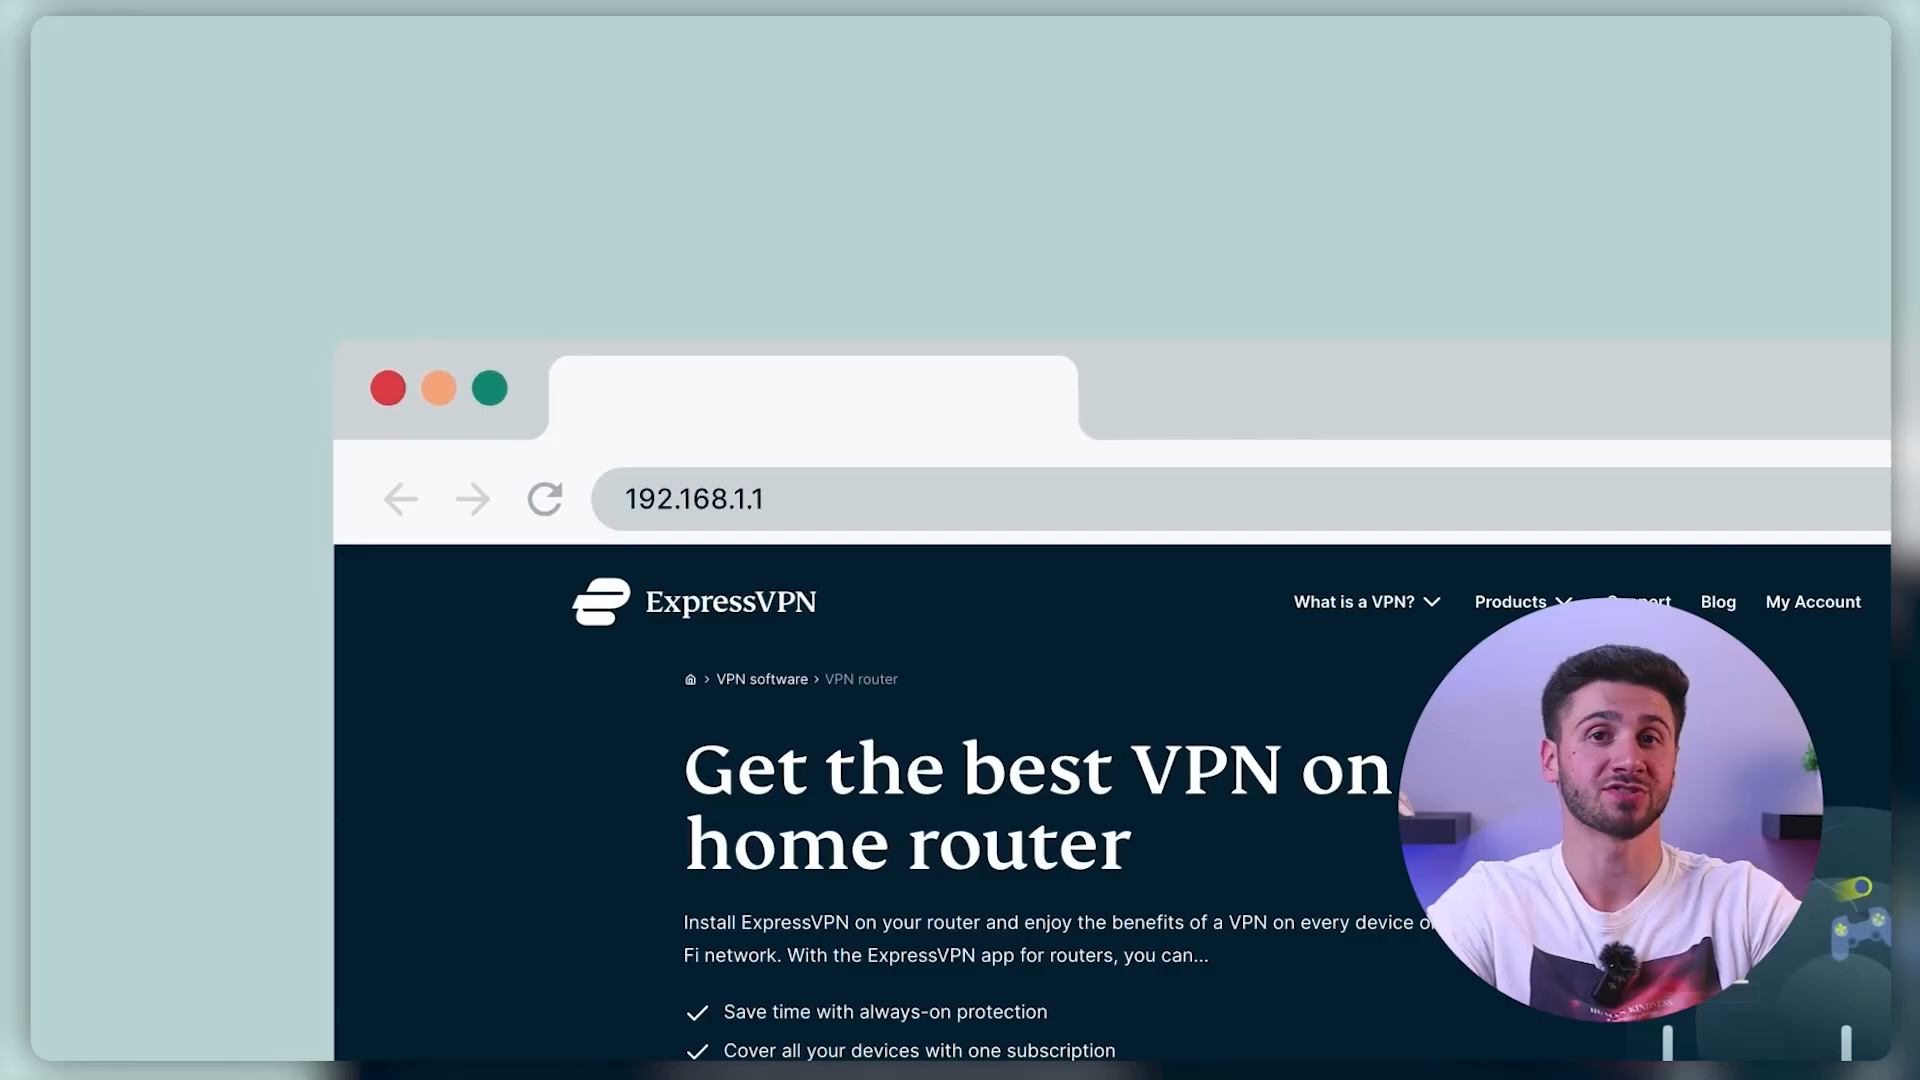 192.168.1.1
ExpressVPN
What is a VPN? Products Support Blog My Account
> VPN software > VPN router
Get the best VPN on
home router
Install ExpressVPN on your router and enjoy the benefits of a VPN on every device
Fi network. With the ExpressVPN app for routers, you can...
Save time with always-on protection
Cover all your devices with one subscription